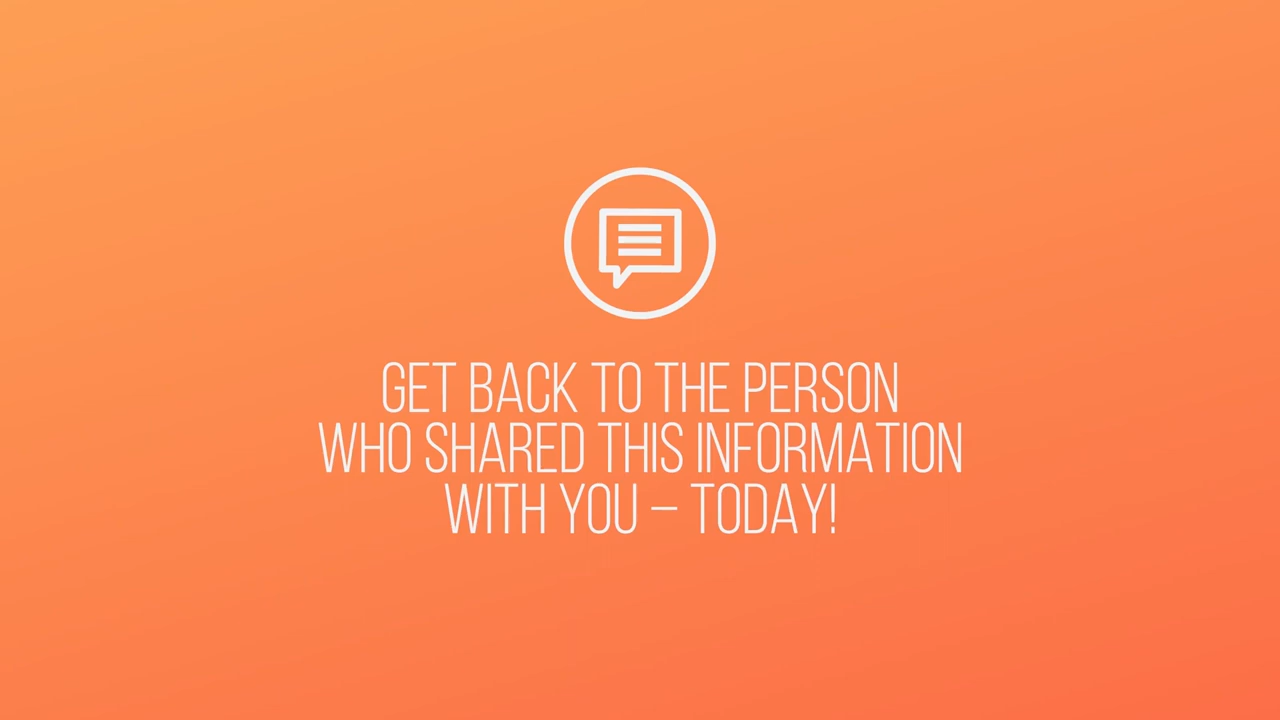 GET BACK TO THE PERSON
WHO SHARED THIS INFORMATION
WITH YOU – TODAY!